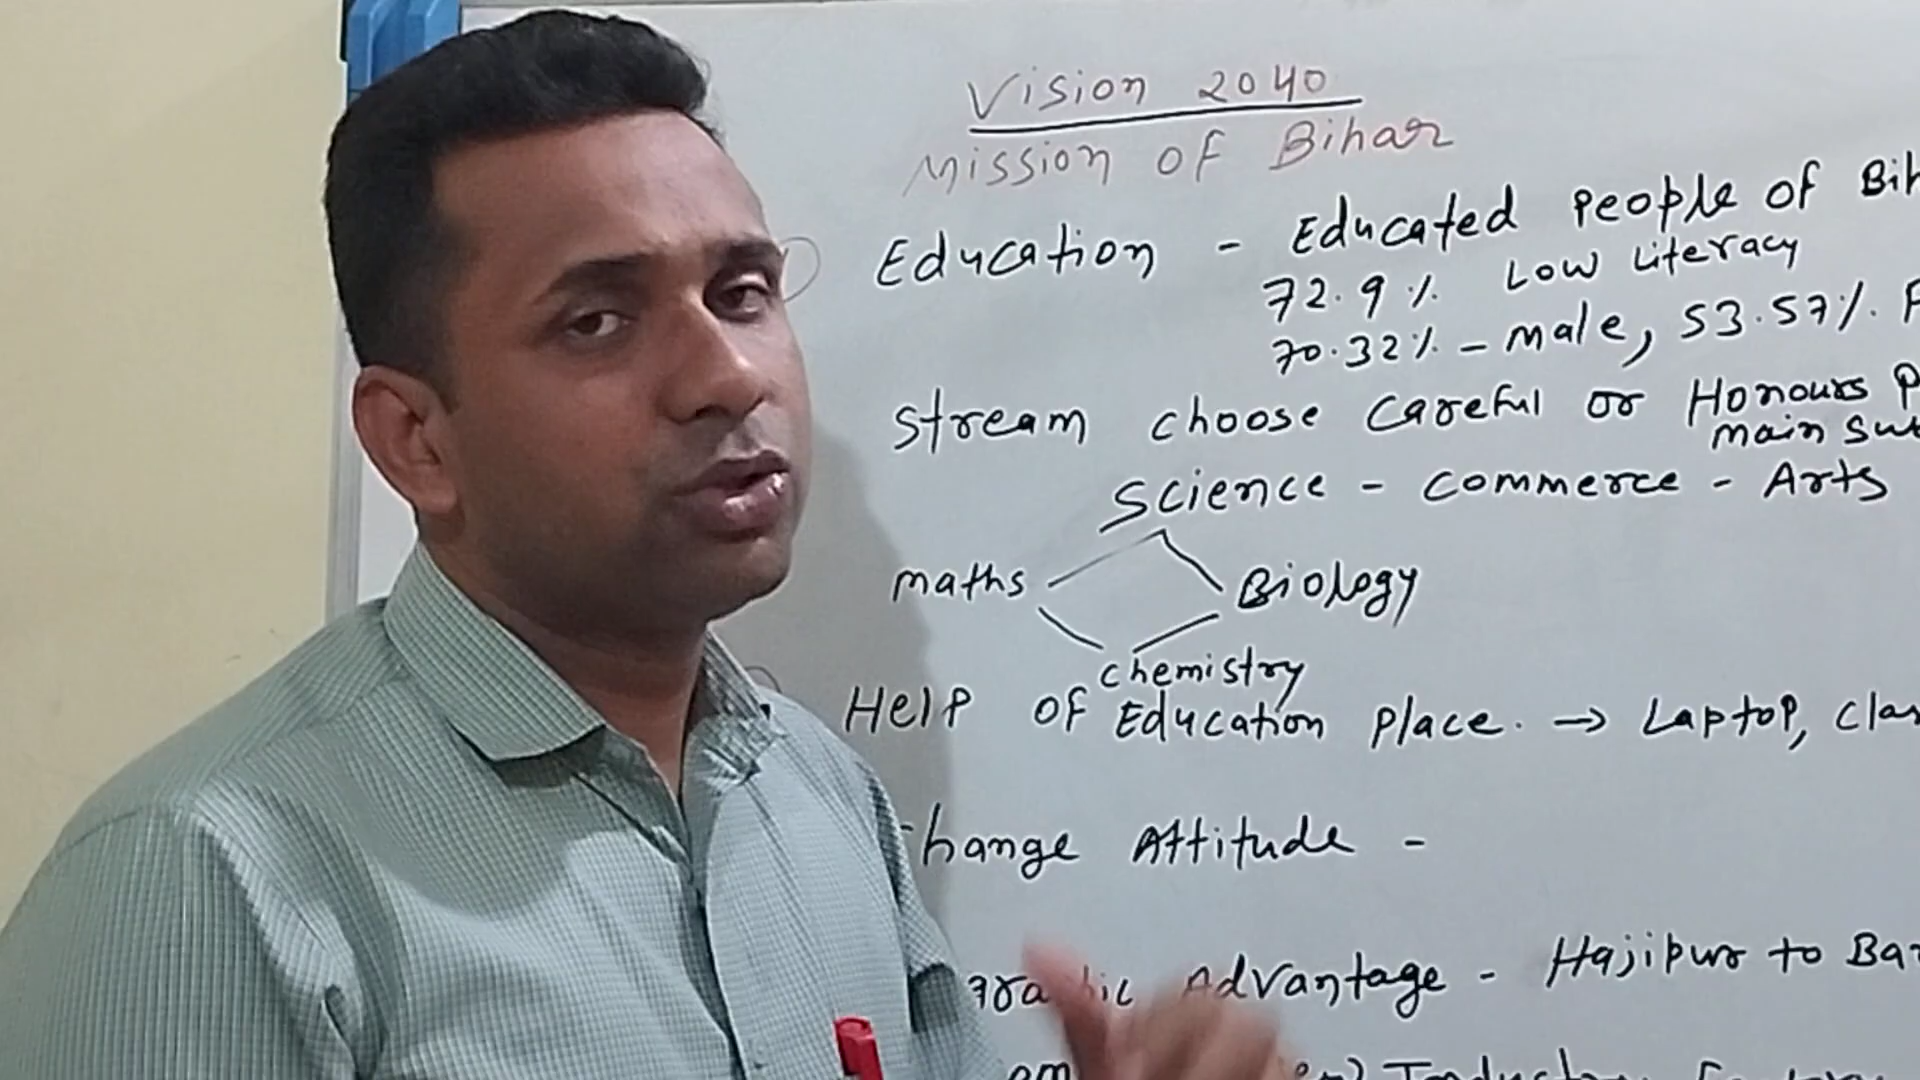 Vision 2040
Mission OF Bihar
Education - Educated People of Bih
72.9% Low Literacy
70.32% - male, 53.57% F
Stream choose careful or Honours P
main Sub
Science - Commerce - Arts
maths Biology
chemistry
Help OF Education Place. → Laptop, Clas
hange Attitude -
Advantage - Hajipur to Bar